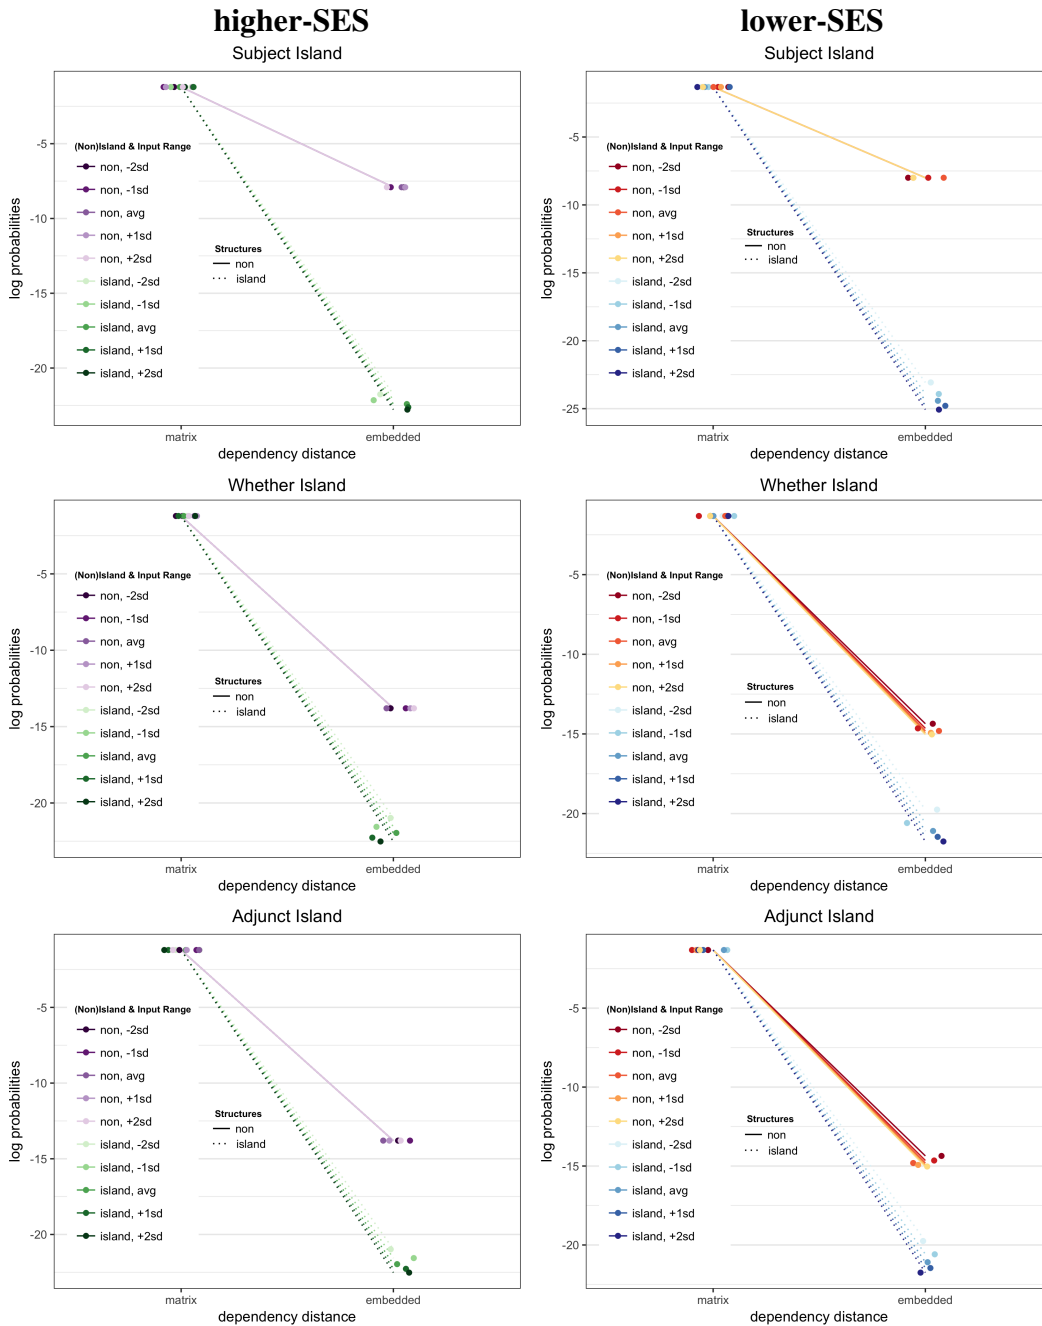 higher-SES
lower-SES
Subject Island
log probabilities
-5
-10
-15
-20
(Non)Island & Input Range
non, -2sd
non, -1sd
non, avg
non, +1sd
non, +2sd
island, -2sd
island, -1sd
island, avg
island, +1sd
island, +2sd
Structures
non
island
matrix
embedded
dependency distance
Subject Island
log probabilities
-5
-10
-15
-20
-25
(Non)Island & Input Range
non, -2sd
non, -1sd
non, avg
non, +1sd
non, +2sd
island, -2sd
island, -1sd
island, avg
island, +1sd
island, +2sd
Structures
non
island
matrix
embedded
dependency distance
Whether Island
log probabilities
-5
-10
-15
-20
(Non)Island & Input Range
non, -2sd
non, -1sd
non, avg
non, +1sd
non, +2sd
island, -2sd
island, -1sd
island, avg
island, +1sd
island, +2sd
Structures
non
island
matrix
embedded
dependency distance
Whether Island
log probabilities
-5
-10
-15
-20
(Non)Island & Input Range
non, -2sd
non, -1sd
non, avg
non, +1sd
non, +2sd
island, -2sd
island, -1sd
island, avg
island, +1sd
island, +2sd
Structures
non
island
matrix
embedded
dependency distance
Adjunct Island
log probabilities
-5
-10
-15
-20
(Non)Island & Input Range
non, -2sd
non, -1sd
non, avg
non, +1sd
non, +2sd
island, -2sd
island, -1sd
island, avg
island, +1sd
island, +2sd
Structures
non
island
matrix
embedded
dependency distance
Adjunct Island
log probabilities
-5
-10
-15
-20
(Non)Island & Input Range
non, -2sd
non, -1sd
non, avg
non, +1sd
non, +2sd
island, -2sd
island, -1sd
island, avg
island, +1sd
island, +2sd
Structures
non
island
matrix
embedded
dependency distance